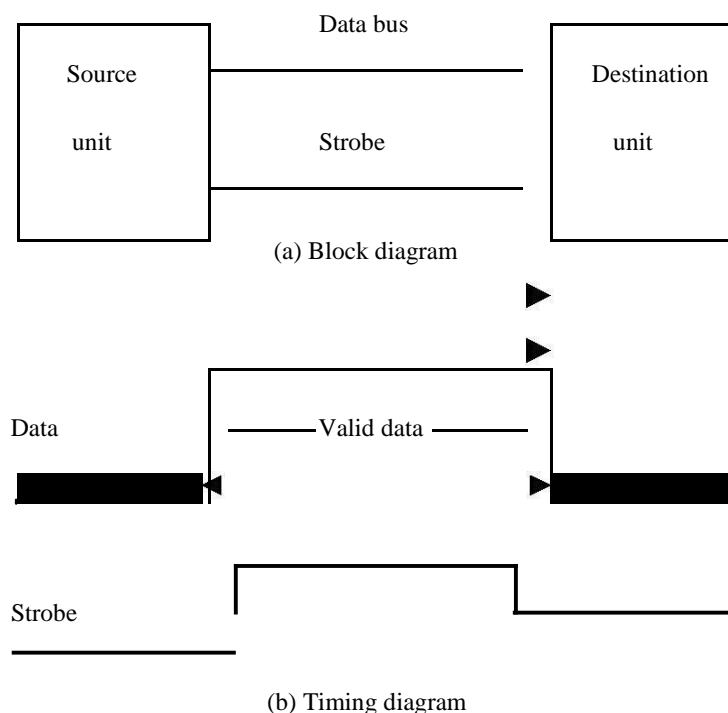 Data bus
Source Destination
unit Strobe unit
(a) Block diagram
Data Valid data
Strobe
(b) Timing diagram